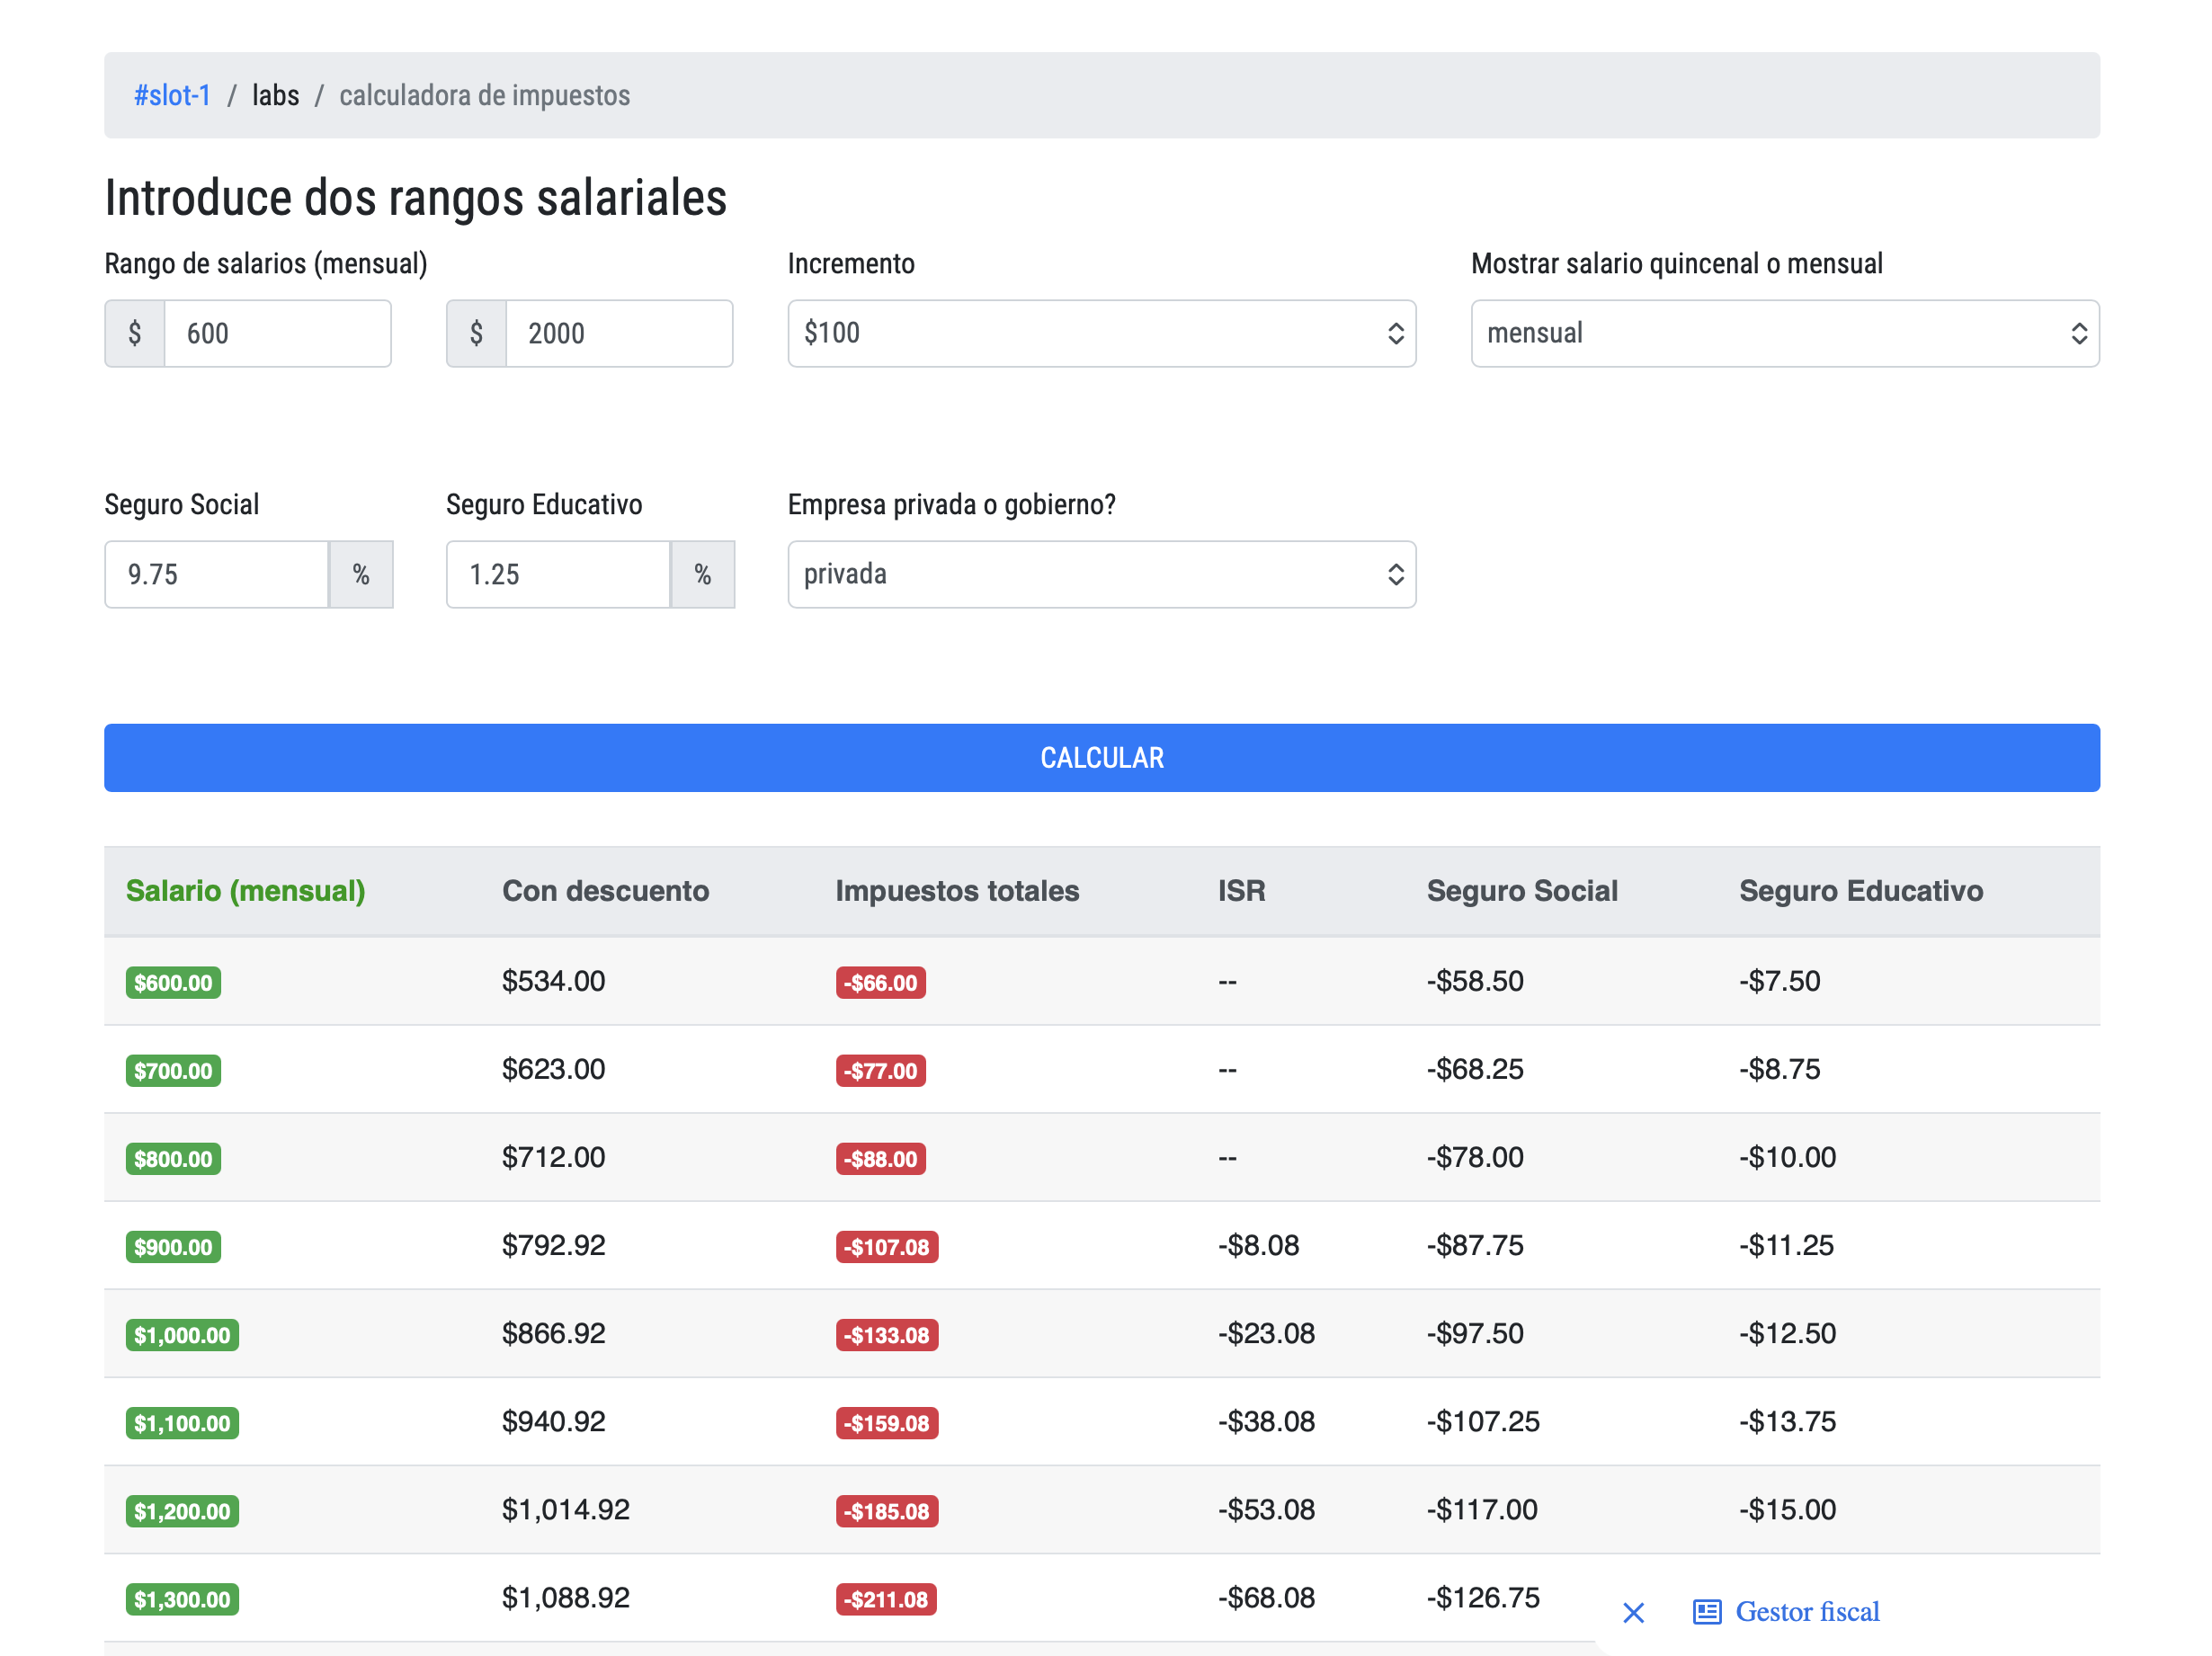 #slot-1 / labs / calculadora de impuestos
Introduce dos rangos salariales
Rango de salarios (mensual) Incremento Mostrar salario quincenal o mensual
$ 600 $ 2000 $100 mensual
Seguro Social Seguro Educativo Empresa privada o gobierno?
9.75 % 1.25 % privada
CALCULAR
Salario (mensual) Con descuento Impuestos totales ISR Seguro Social Seguro Educativo
$600.00 $534.00 -$66.00 -- -$58.50 -$7.50
$700.00 $623.00 -$77.00 -- -$68.25 -$8.75
$800.00 $712.00 -$88.00 -- -$78.00 -$10.00
$900.00 $792.92 -$107.08 -$8.08 -$87.75 -$11.25
$1,000.00 $866.92 -$133.08 -$23.08 -$97.50 -$12.50
$1,100.00 $940.92 -$159.08 -$38.08 -$107.25 -$13.75
$1,200.00 $1,014.92 -$185.08 -$53.08 -$117.00 -$15.00
$1,300.00 $1,088.92 -$211.08 -$68.08 -$126.75
Gestor fiscal